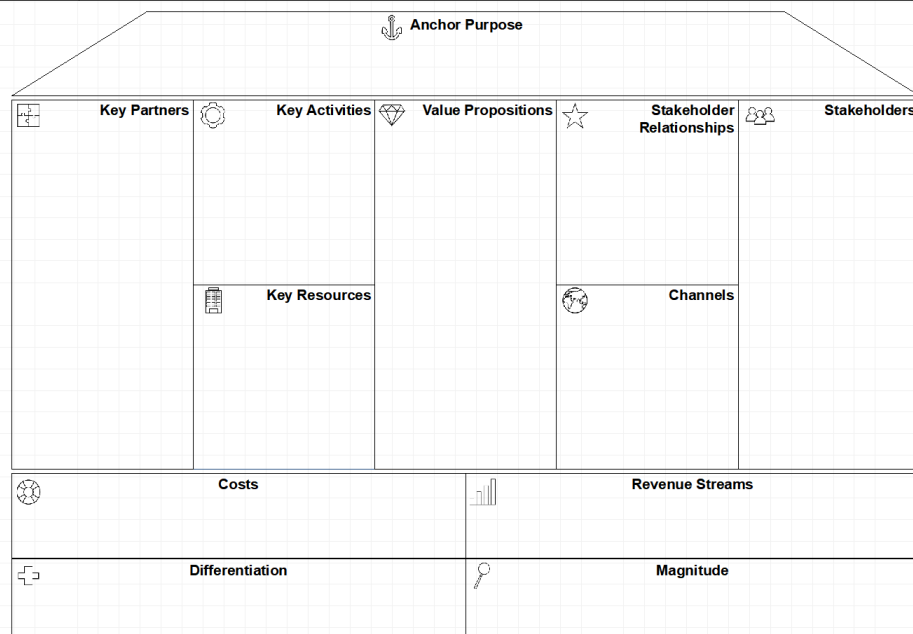 Anchor Purpose
Key Partners
Key Activities
Value Propositions
Stakeholder
Relationships
Stakeholders
Key Resources
Channels
Costs
Revenue Streams
Differentiation
Magnitude